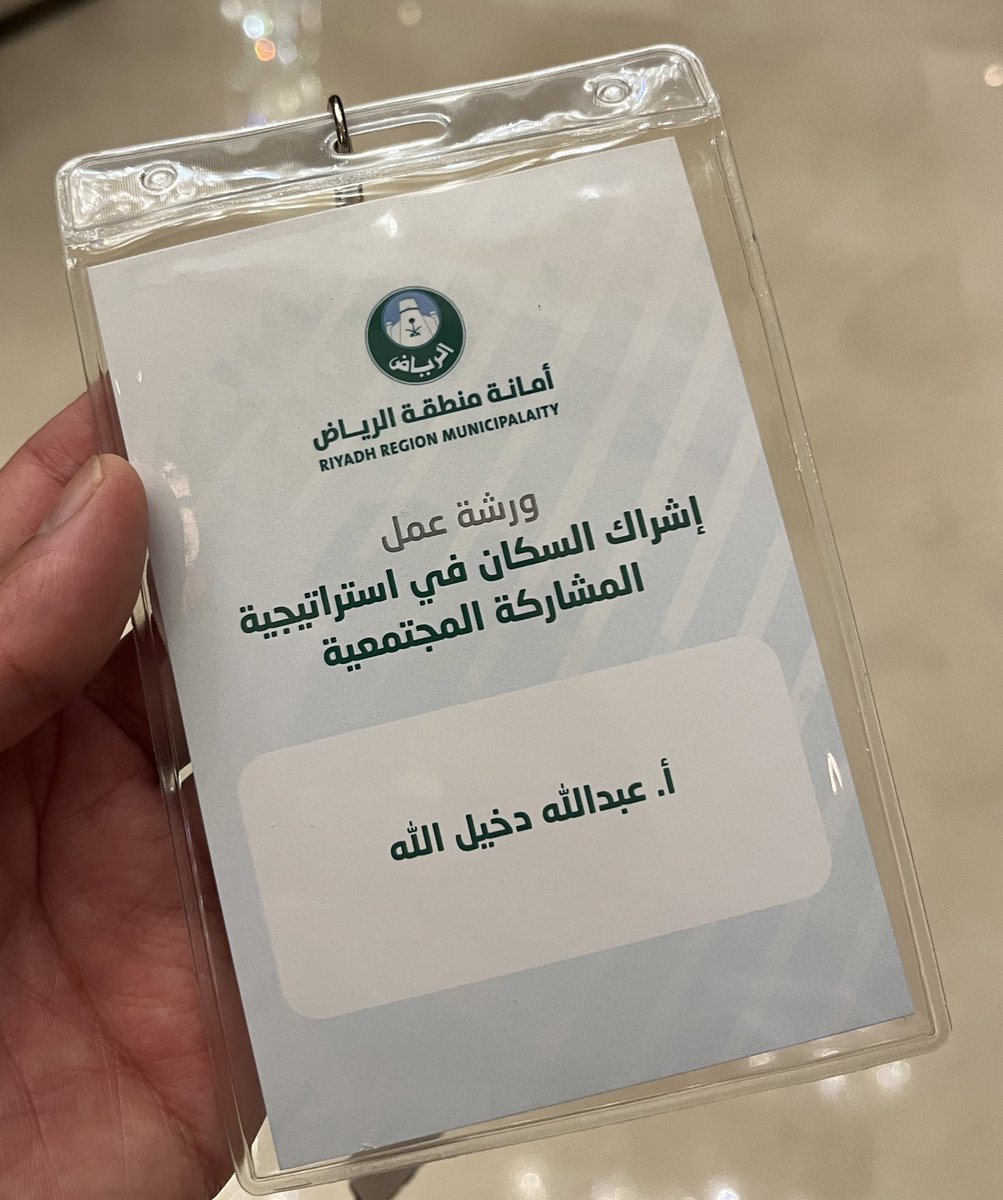 الرياض
أمانة منطقة الرياض
RIYADH REGION MUNICIPALAITY
ورشة عمل
إشراك السكان في استراتيجية
المشاركة المجتمعية
أ. عبدالله دخيل الله